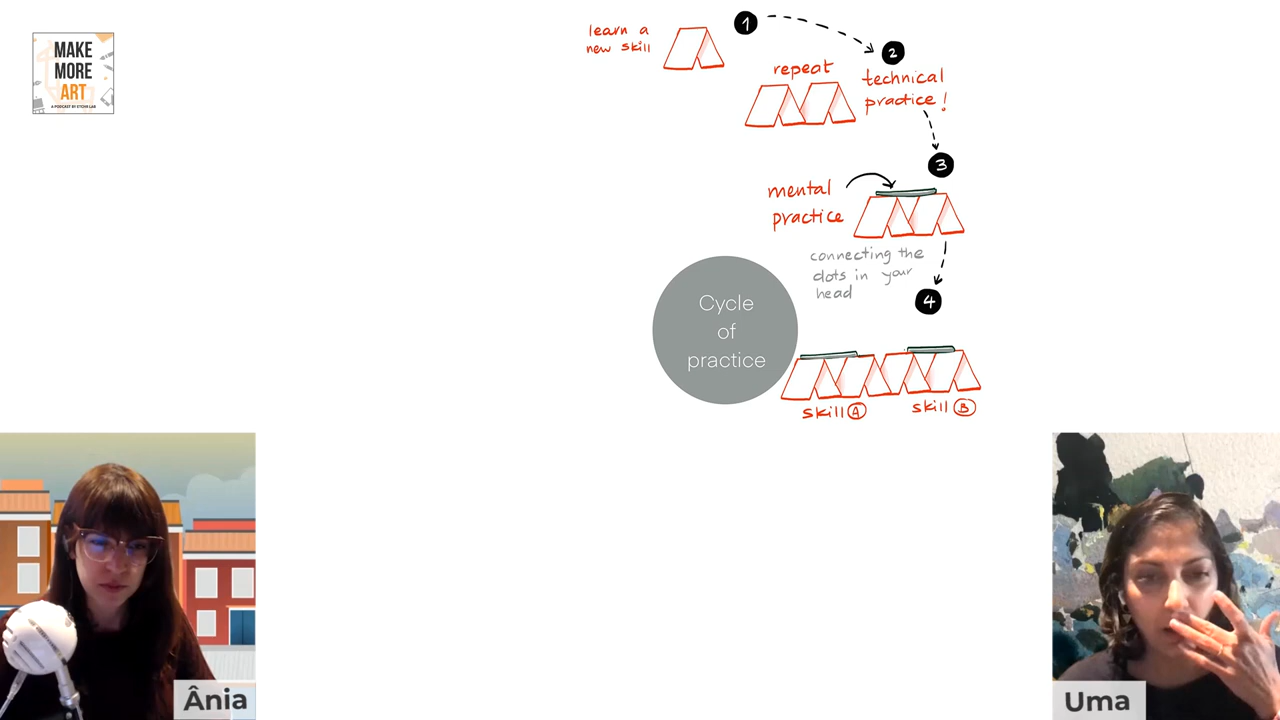 MAKE
MORE
ART
A PODCAST BY ETCHR LAB
learn a
new skill
1
2
repeat
technical
practice!
3
mental
practice
connecting the
dots in your
head
4
Cycle
of
practice
skill A
skill B
Ânia
Uma